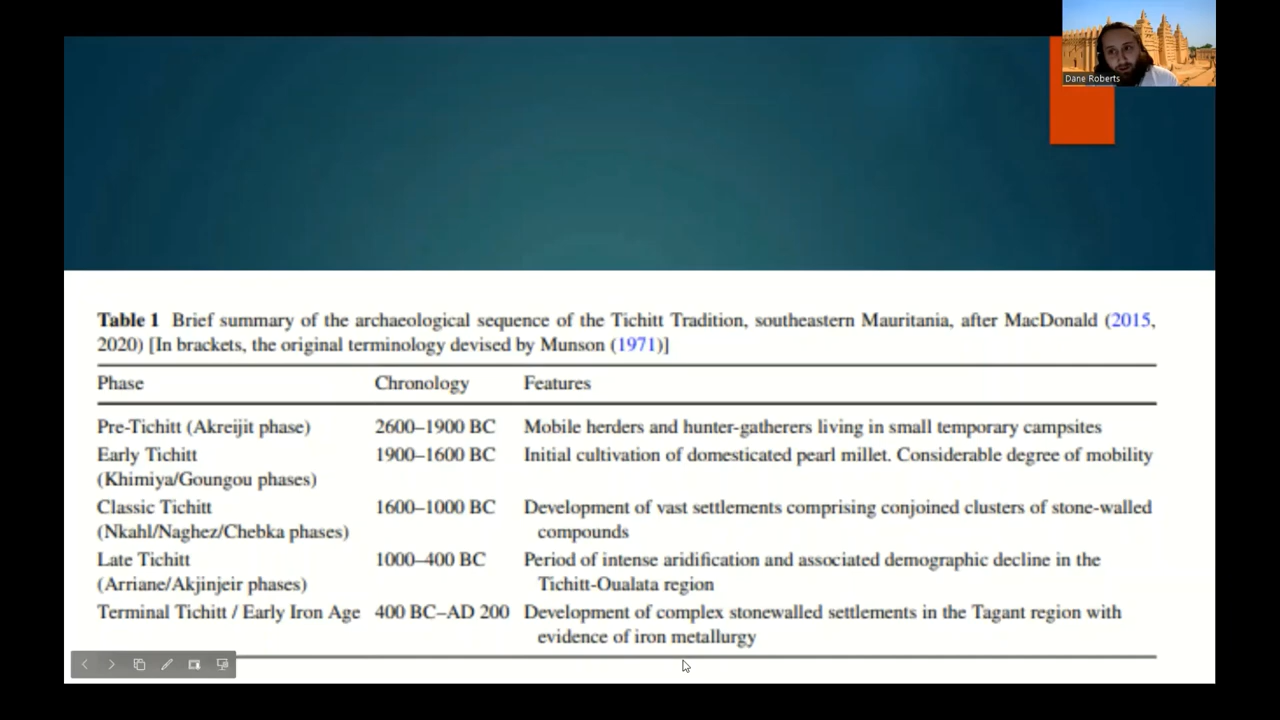 Dane Roberts
Table 1 Brief summary of the archaeological sequence of the Tichitt Tradition, southeastern Mauritania, after MacDonald (2015,
2020) [In brackets, the original terminology devised by Munson (1971)]
Phase Chronology Features
Pre-Tichitt (Akreijit phase) 2600–1900 BC Mobile herders and hunter-gatherers living in small temporary campsites
Early Tichitt 1900–1600 BC Initial cultivation of domesticated pearl millet. Considerable degree of mobility
(Khimiya/Goungou phases)
Classic Tichitt 1600–1000 BC Development of vast settlements comprising conjoined clusters of stone-walled
(Nkahl/Naghez/Chebka phases) compounds
Late Tichitt 1000–400 BC Period of intense aridification and associated demographic decline in the
(Arriane/Akjinjeir phases) Tichitt-Oualata region
Terminal Tichitt / Early Iron Age 400 BC–AD 200 Development of complex stonewalled settlements in the Tagant region with
evidence of iron metallurgy